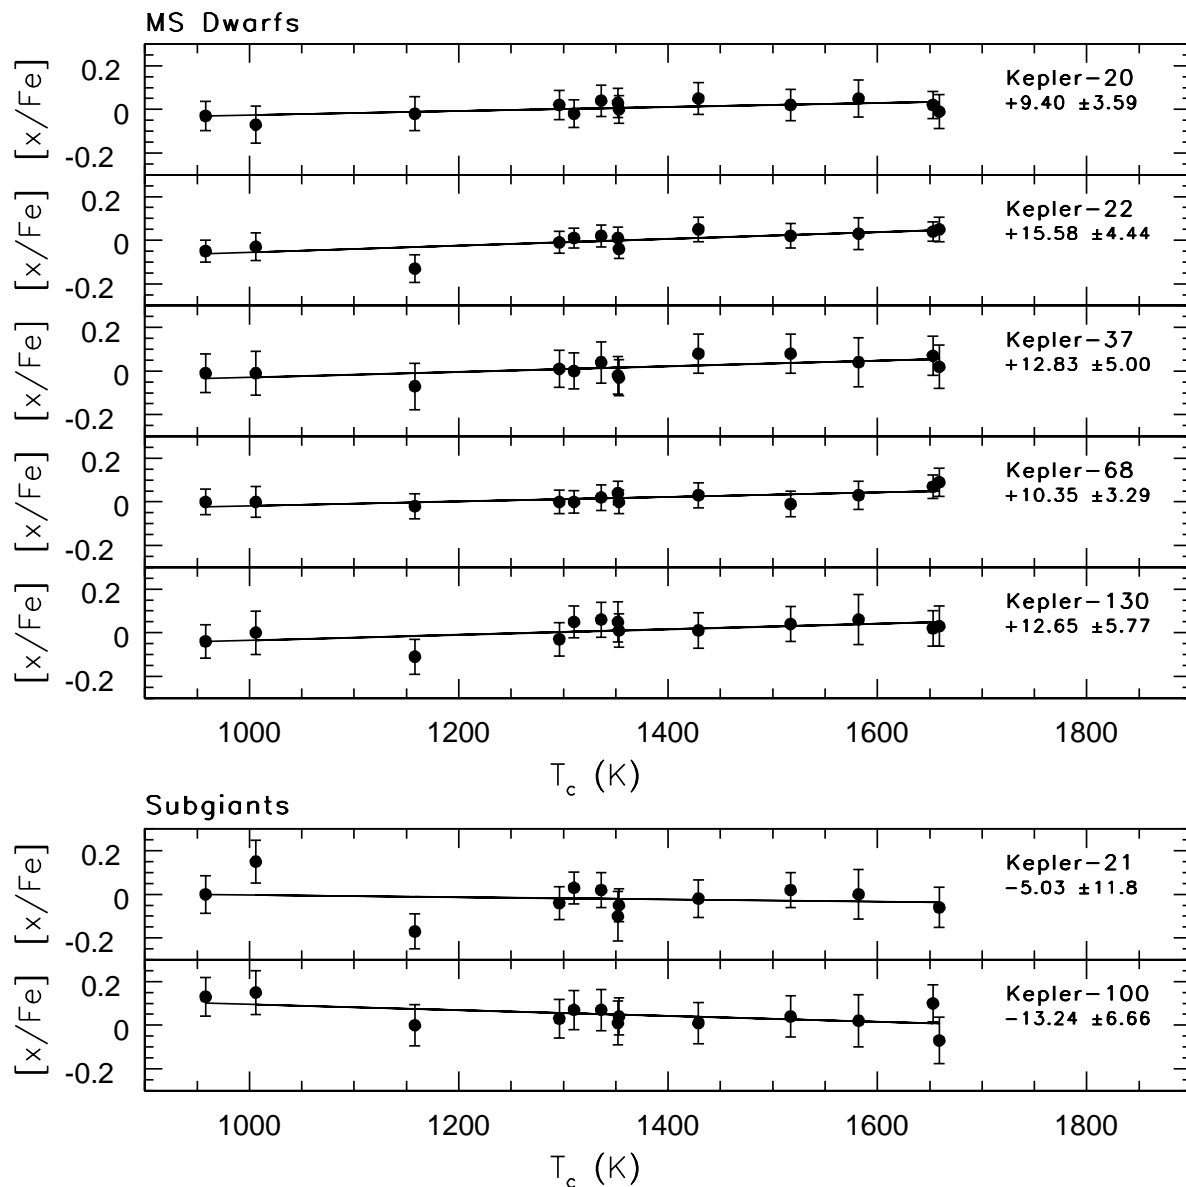 MS Dwarfs
[x/Fe]
0.2
0
-0.2
Kepler-20
+9.40 ±3.59
[x/Fe]
0.2
0
-0.2
Kepler-22
+15.58 ±4.44
[x/Fe]
0.2
0
-0.2
Kepler-37
+12.83 ±5.00
[x/Fe]
0.2
0
-0.2
Kepler-68
+10.35 ±3.29
[x/Fe]
0.2
0
-0.2
Kepler-130
+12.65 ±5.77
1000 1200 1400 1600 1800
T_c (K)
Subgiants
[x/Fe]
0.2
0
-0.2
Kepler-21
-5.03 ±11.8
[x/Fe]
0.2
0
-0.2
Kepler-100
-13.24 ±6.66
1000 1200 1400 1600 1800
T_c (K)